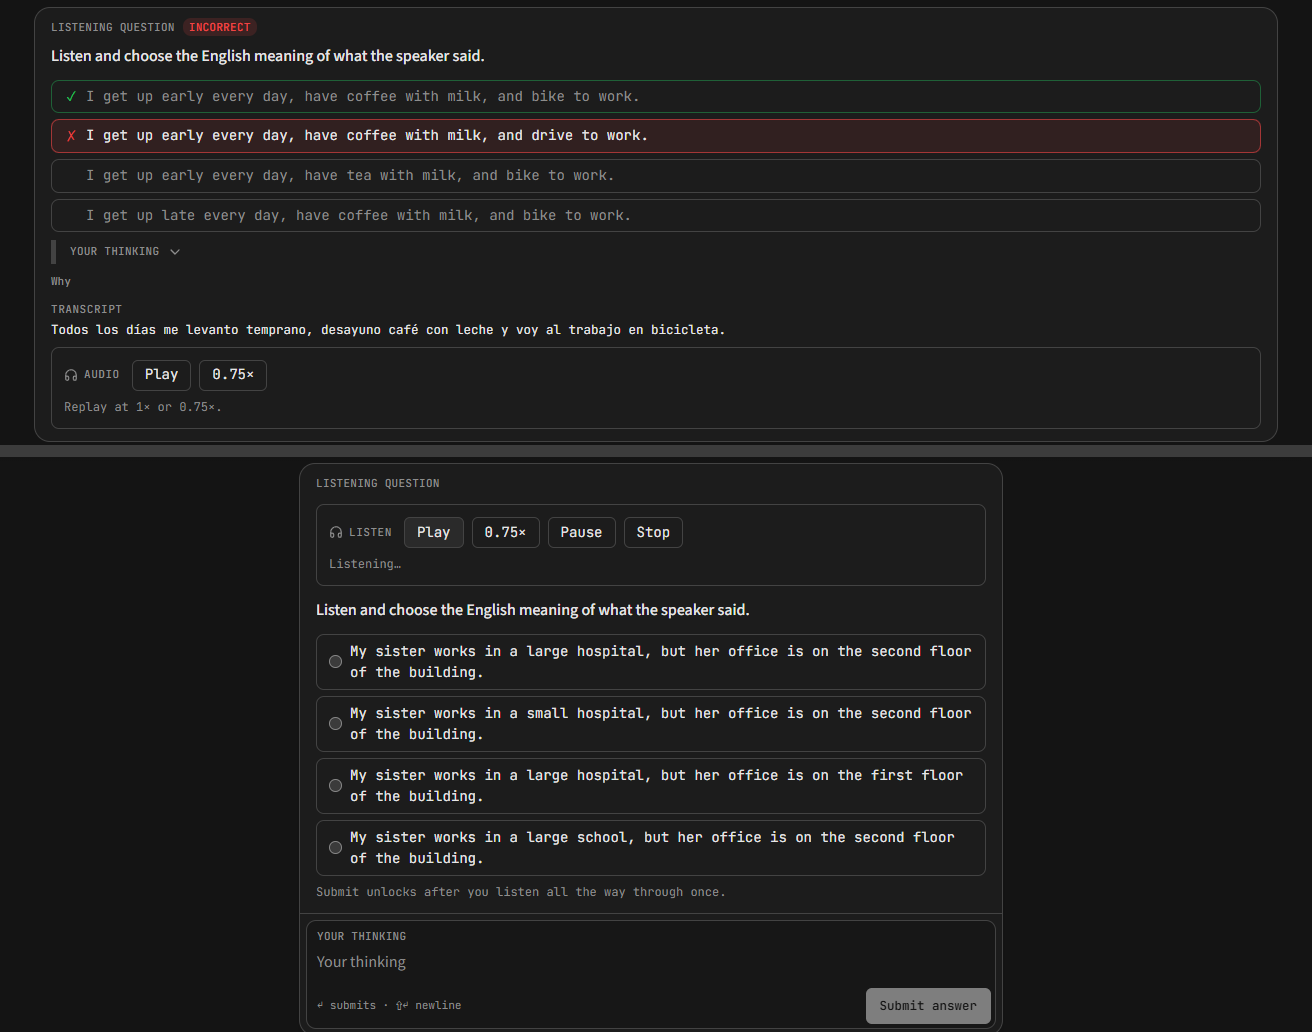 LISTENING QUESTION INCORRECT
Listen and choose the English meaning of what the speaker said.
✓ I get up early every day, have coffee with milk, and bike to work.
✗ I get up early every day, have coffee with milk, and drive to work.
I get up early every day, have tea with milk, and bike to work.
I get up late every day, have coffee with milk, and bike to work.
YOUR THINKING
Why
TRANSCRIPT
Todos los días me levanto temprano, desayuno café con leche y voy al trabajo en bicicleta.
AUDIO Play 0.75×
Replay at 1× or 0.75×.
LISTENING QUESTION
LISTEN Play 0.75× Pause Stop
Listening…
Listen and choose the English meaning of what the speaker said.
My sister works in a large hospital, but her office is on the second floor
of the building.
My sister works in a small hospital, but her office is on the second floor
of the building.
My sister works in a large hospital, but her office is on the first floor
of the building.
My sister works in a large school, but her office is on the second floor
of the building.
Submit unlocks after you listen all the way through once.
YOUR THINKING
Your thinking
↵ submits · ⇧↵ newline
Submit answer